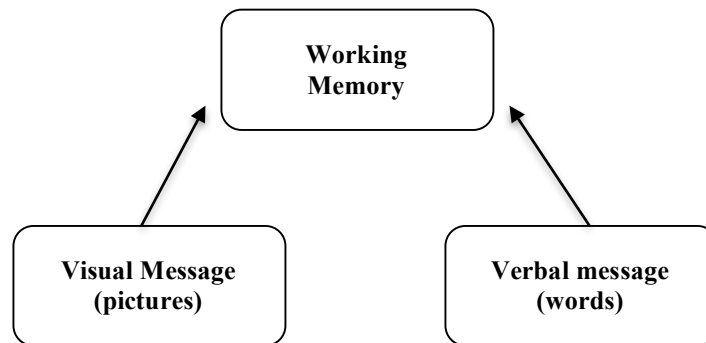 Working
Memory
Visual Message
(pictures)
Verbal message
(words)